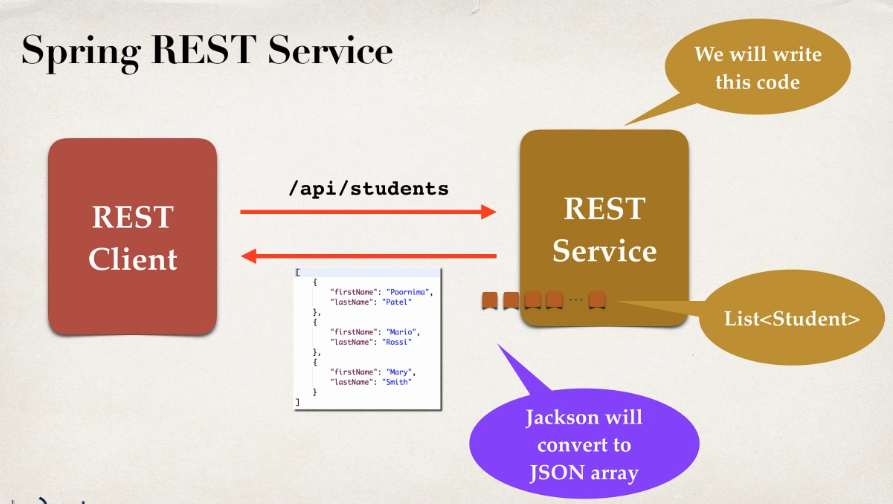 Spring REST Service
We will write
this code
/api/students
REST
Client
REST
Service
[
{
"firstName": "Poornima",
"lastName": "Patel"
},
{
"firstName": "Mario",
"lastName": "Rossi"
},
{
"firstName": "Mary",
"lastName": "Smith"
}
]
...
List<Student>
Jackson will
convert to
JSON array